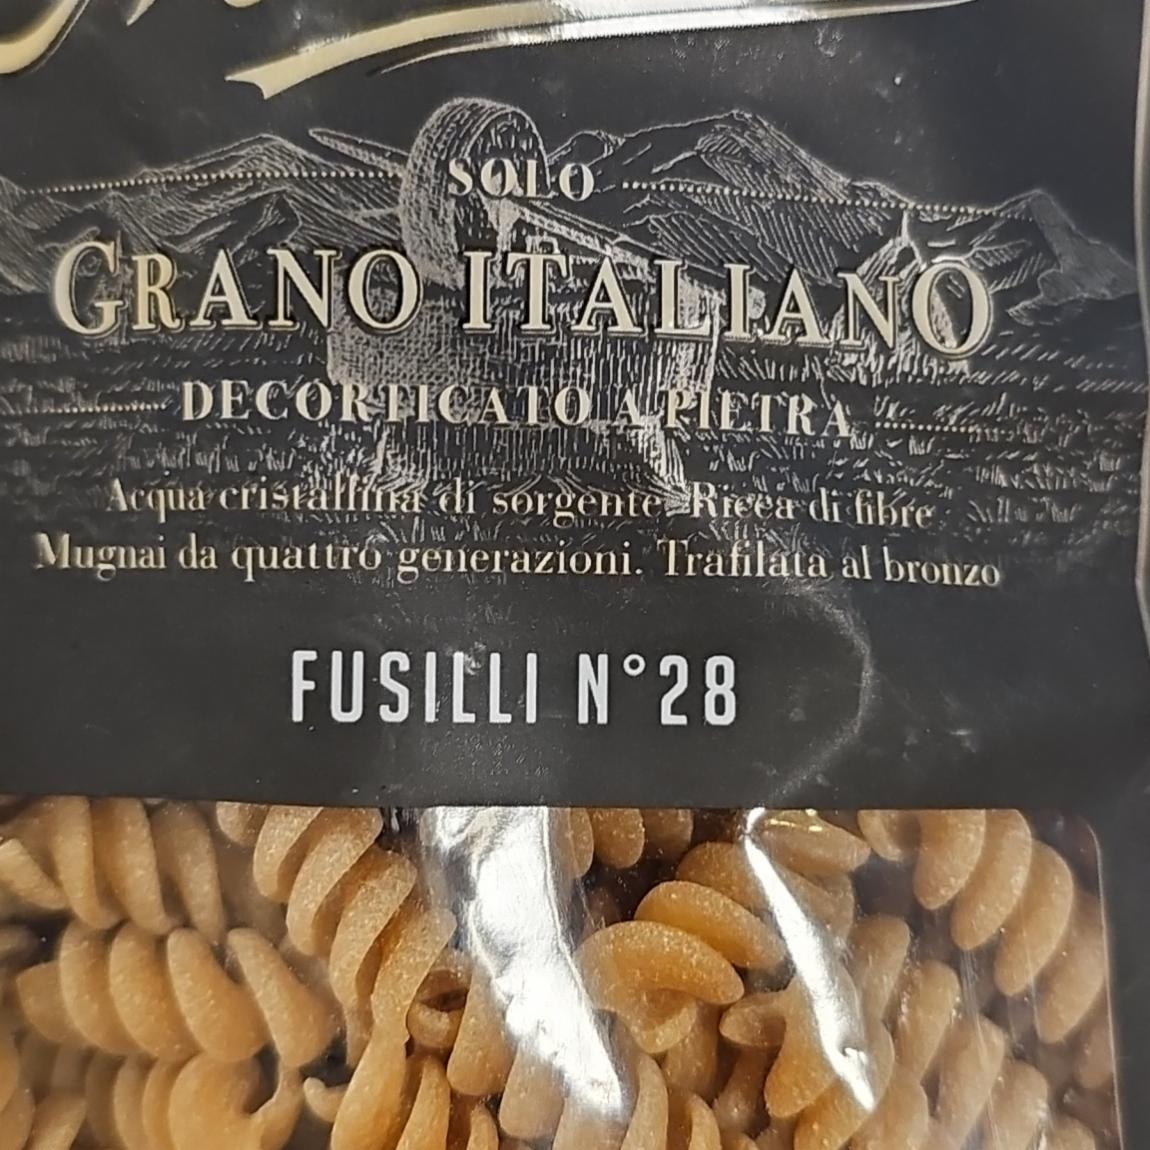 SOLO
GRANO ITALIANO
DECORTICATO A PIETRA
Acqua cristallina di sorgente. Ricca di fibre
Mugnai da quattro generazioni. Trafilata al bronzo
FUSILLI N°28